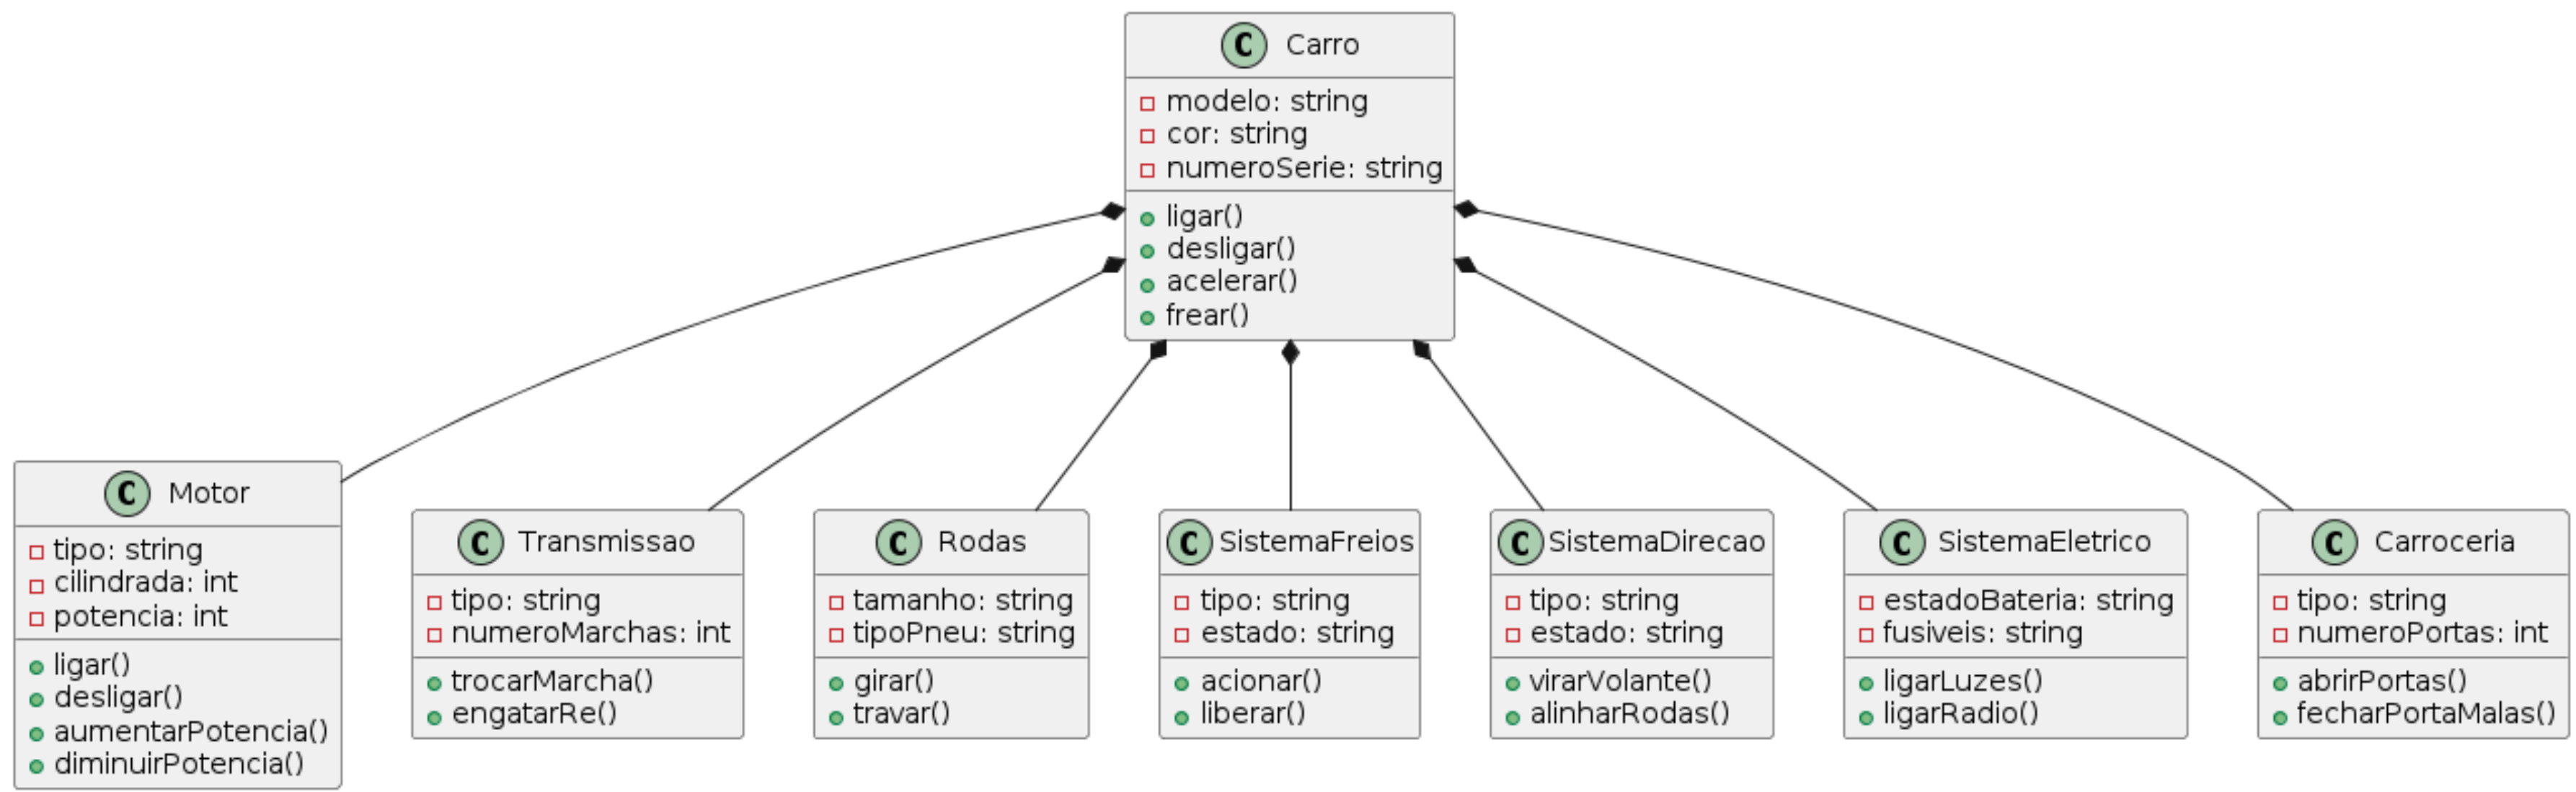 C Carro
modelo: string
cor: string
numeroSerie: string
ligar()
desligar()
acelerar()
frear()
C Motor
tipo: string
cilindrada: int
potencia: int
ligar()
desligar()
aumentarPotencia()
diminuirPotencia()
C Transmissao
tipo: string
numeroMarchas: int
trocarMarcha()
engatarRe()
C Rodas
tamanho: string
tipoPneu: string
girar()
travar()
C SistemaFreios
tipo: string
estado: string
acionar()
liberar()
C SistemaDirecao
tipo: string
estado: string
virarVolante()
alinharRodas()
C SistemaEletrico
estadoBateria: string
fusiveis: string
ligarLuzes()
ligarRadio()
C Carroceria
tipo: string
numeroPortas: int
abrirPortas()
fecharPortaMalas()